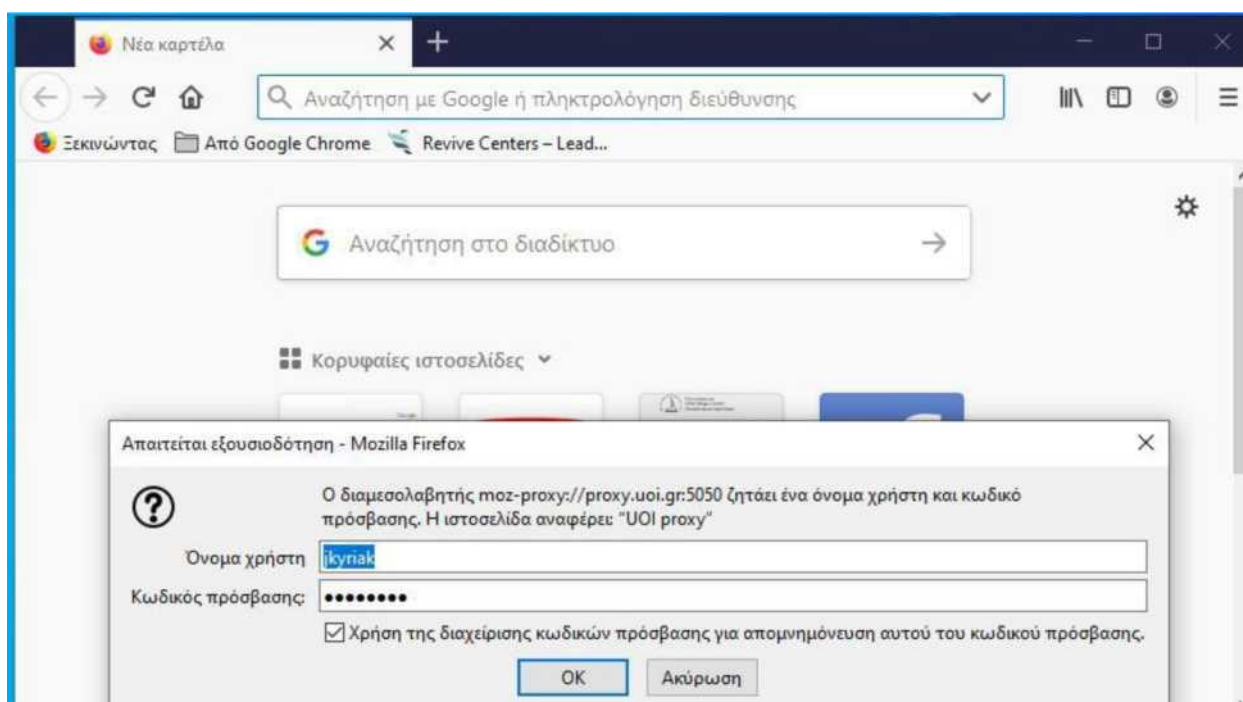 Νέα καρτέλα
Αναζήτηση με Google ή πληκτρολόγηση διεύθυνσης
Ξεκινώντας Από Google Chrome Revive Centers – Lead...
Αναζήτηση στο διαδίκτυο
Κορυφαίες ιστοσελίδες
Απαιτείται εξουσιοδότηση - Mozilla Firefox
Ο διαμεσολαβητής moz-proxy://proxy.uoi.gr:5050 ζητάει ένα όνομα χρήστη και κωδικό
πρόσβασης. Η ιστοσελίδα αναφέρει: "UOI proxy"
Όνομα χρήστη jkyriak
Κωδικός πρόσβασης: ••••••••
Χρήση της διαχείρισης κωδικών πρόσβασης για απομνημόνευση αυτού του κωδικού πρόσβασης.
OK Ακύρωση